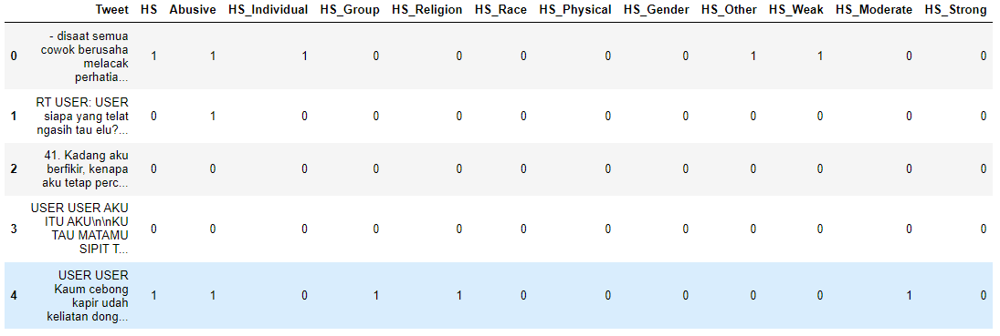 Tweet HS Abusive HS_Individual HS_Group HS_Religion HS_Race HS_Physical HS_Gender HS_Other HS_Weak HS_Moderate HS_Strong
- disaat semua
cowok berusaha
0 melacak 1 1 1 0 0 0 0 0 1 1 0 0
perhatia...
RT USER: USER
1 siapa yang telat 0 1 0 0 0 0 0 0 0 0 0 0
ngasih tau elu?...
41. Kadang aku
2 berfikir, kenapa 0 0 0 0 0 0 0 0 0 0 0 0
aku tetap perc...
USER USER AKU
ITU AKU\n\nKU
3 TAU MATAMU 0 0 0 0 0 0 0 0 0 0 0 0
SIPIT T...
USER USER
Kaum cebong
4 kapir udah 1 1 0 1 1 0 0 0 0 0 1 0
keliatan dong...